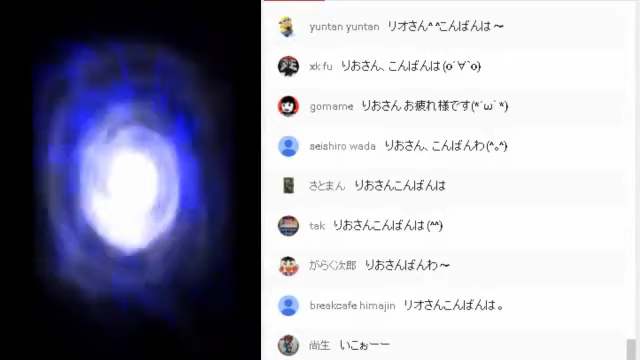 yuntan yuntan リオさん^ ^こんばんは～
xk fu りおさん、こんばんは(o´∀`o)
gomame りおさん お疲れ様です(*´ω｀*)
seishiro wada りおさん、こんばんわ(^｡^)
さとまん りおさんこんばんは
tak りおさんこんばんは(^^)
がらく次郎 りおさんばんわ～
breakcafe himajin リオさんこんばんは。
尚生 いこぉーー